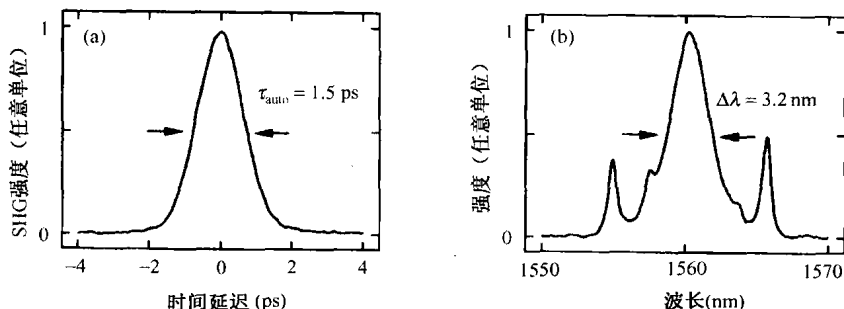 (a)
τauto = 1.5 ps
SHG强度（任意单位）
1
0
−4
−2
0
2
4
时间延迟 (ps)
(b)
Δλ = 3.2 nm
强度（任意单位）
1
0
1550
1560
1570
波长(nm)